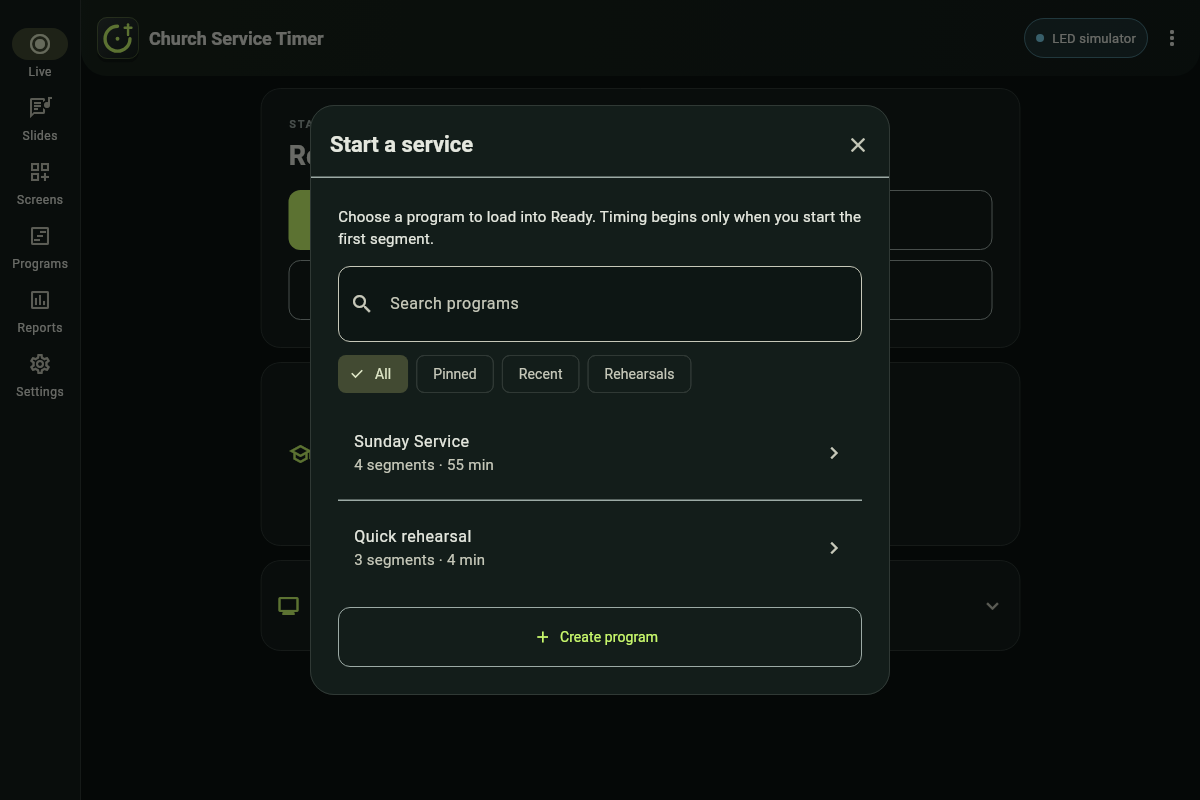 Church Service Timer
LED simulator
Live
Slides
Screens
Programs
Reports
Settings
Start a service
Choose a program to load into Ready. Timing begins only when you start the
first segment.
Search programs
All
Pinned
Recent
Rehearsals
Sunday Service
4 segments · 55 min
Quick rehearsal
3 segments · 4 min
Create program